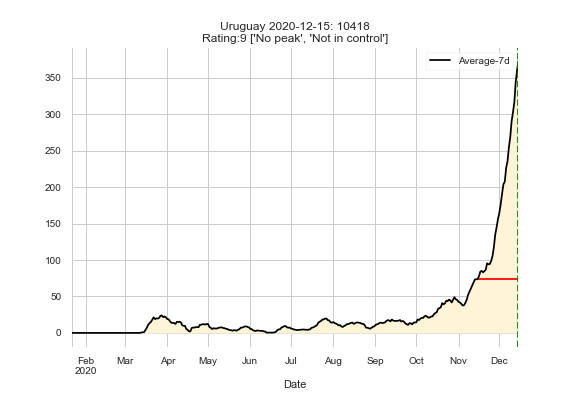 Uruguay 2020-12-15: 10418
Rating:9 ['No peak', 'Not in control']
Average-7d
350
300
250
200
150
100
50
0
Feb Mar Apr May Jun Jul Aug Sep Oct Nov Dec
2020
Date